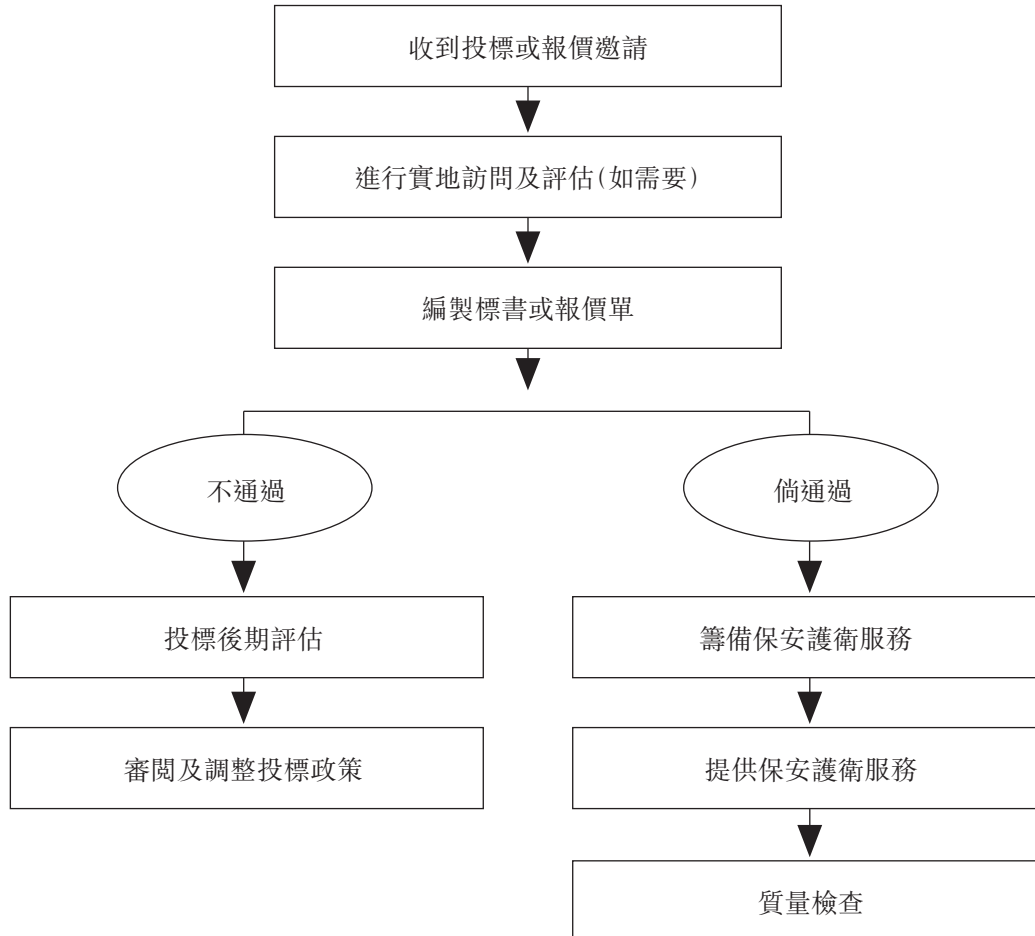 收到投標或報價邀請
進行實地訪問及評估(如需要)
編製標書或報價單
不通過
倘通過
投標後期評估
籌備保安護衛服務
審閱及調整投標政策
提供保安護衛服務
質量檢查